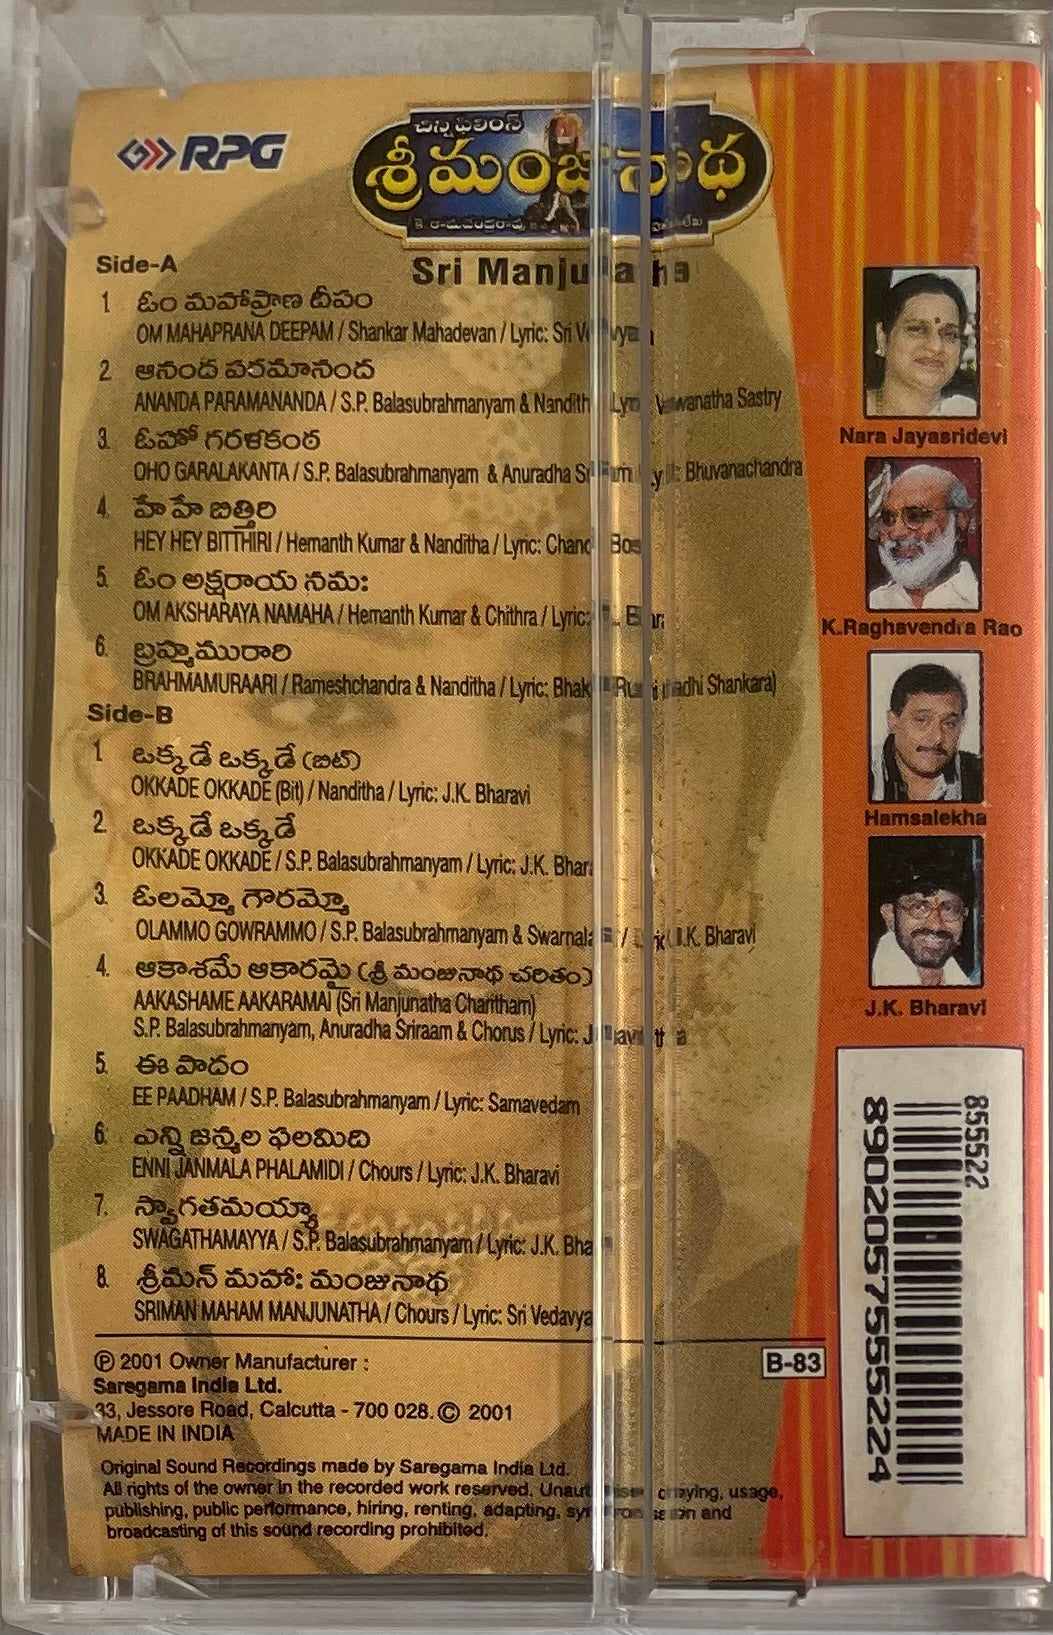 RPG
చిన్ని ఫిలింస్
శ్రీ మంజునాథ
Sri Manjunatha
Side-A
1 ఓం మహాప్రాణ దీపం
OM MAHAPRANA DEEPAM / Shankar Mahadevan / Lyric: Sri
2 ఆనంద పరమానంద
ANANDA PARAMANANDA / S.P. Balasubrahmanyam & Nandith Sastry
3. ఓహో గరళకంఠ
OHO GARALAKANTA / S.P. Balasubrahmanyam & Anuradha Bhuvanachandra
4. హే హే బిత్తిరి
HEY HEY BITTHIRI / Hemanth Kumar & Nanditha / Lyric:
5. ఓం అక్షరాయ నమః
OM AKSHARAYA NAMAHA / Hemanth Kumar & Chithra / Lyric:
6. బ్రహ్మమురారి
BRAHMAMURAARI / Rameshchandra & Nanditha / Lyric: Shankara)
Side-B
1 ఒక్కడే ఒక్కడే (బిట్)
OKKADE OKKADE (Bit) / Nanditha / Lyric: J.K. Bharavi
2. ఒక్కడే ఒక్కడే
OKKADE OKKADE / S.P. Balasubrahmanyam / Lyric: J.K.
3. ఓలమ్మో గౌరమ్మో
OLAMMO GOWRAMMO / S.P. Balasubrahmanyam & J.K. Bharavi
4. ఆకాశమే ఆకారమై (శ్రీ మంజునాథ చరితం)
AAKASHAME AAKARAMAI (Sri Manjunatha Charitham)
S.P. Balasubrahmanyam, Anuradha Sriraam & Chorus / Lyric:
5. ఈ పాదం
EE PAADHAM / S.P. Balasubrahmanyam / Lyric: Samavedam
6. ఎన్ని జన్మల ఫలమిది
ENNI JANMALA PHALAMIDI / Chours / Lyric: J.K. Bharavi
7. స్వాగతమయ్యా
SWAGATHAMAYYA / S.P. Balasubrahmanyam / Lyric: J.K.
8. శ్రీమన్ మహాః మంజునాథ
SRIMAN MAHAM MANJUNATHA / Chours / Lyric: Sri
℗ 2001 Owner Manufacturer :
Saregama India Ltd.
33, Jessore Road, Calcutta - 700 028. © 2001
MADE IN INDIA
B-83
Original Sound Recordings made by Saregama India Ltd.
All rights of the owner in the recorded work reserved. copying, usage,
publishing, public performance, hiring, renting, adapting, and
broadcasting of this sound recording prohibited.
Nara Jayasridevi
K.Raghavendra Rao
Hamsalekha
J.K. Bharavi
855522
8902057555224